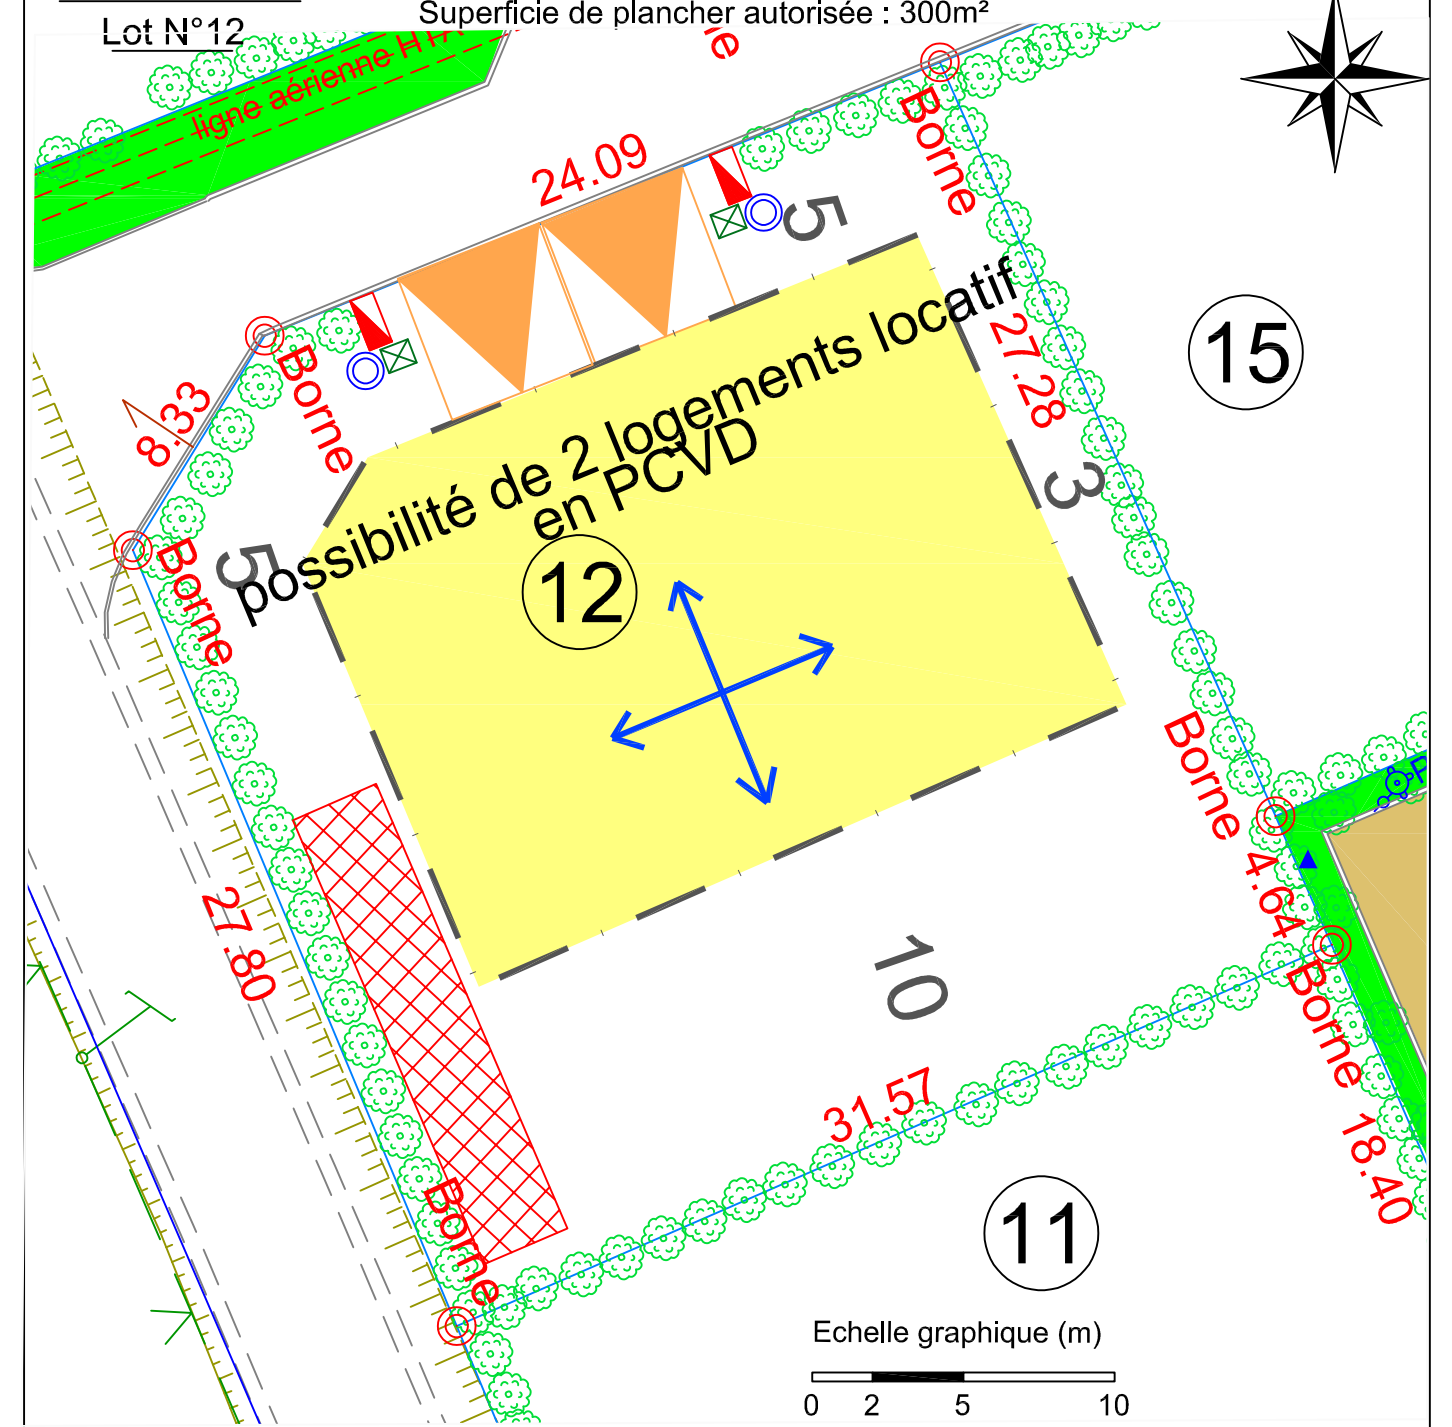 Superficie de plancher autorisée : 300m²
Lot N°12
ligne aérienne HTA
24.09
Borne
5
8.33
Borne
27.28
15
possibilité de 2 logements locatif
en PCVD
3
5
Borne
12
Borne
4.64
27.80
10
Borne
31.57
18.40
Borne
11
Echelle graphique (m)
0 2 5 10